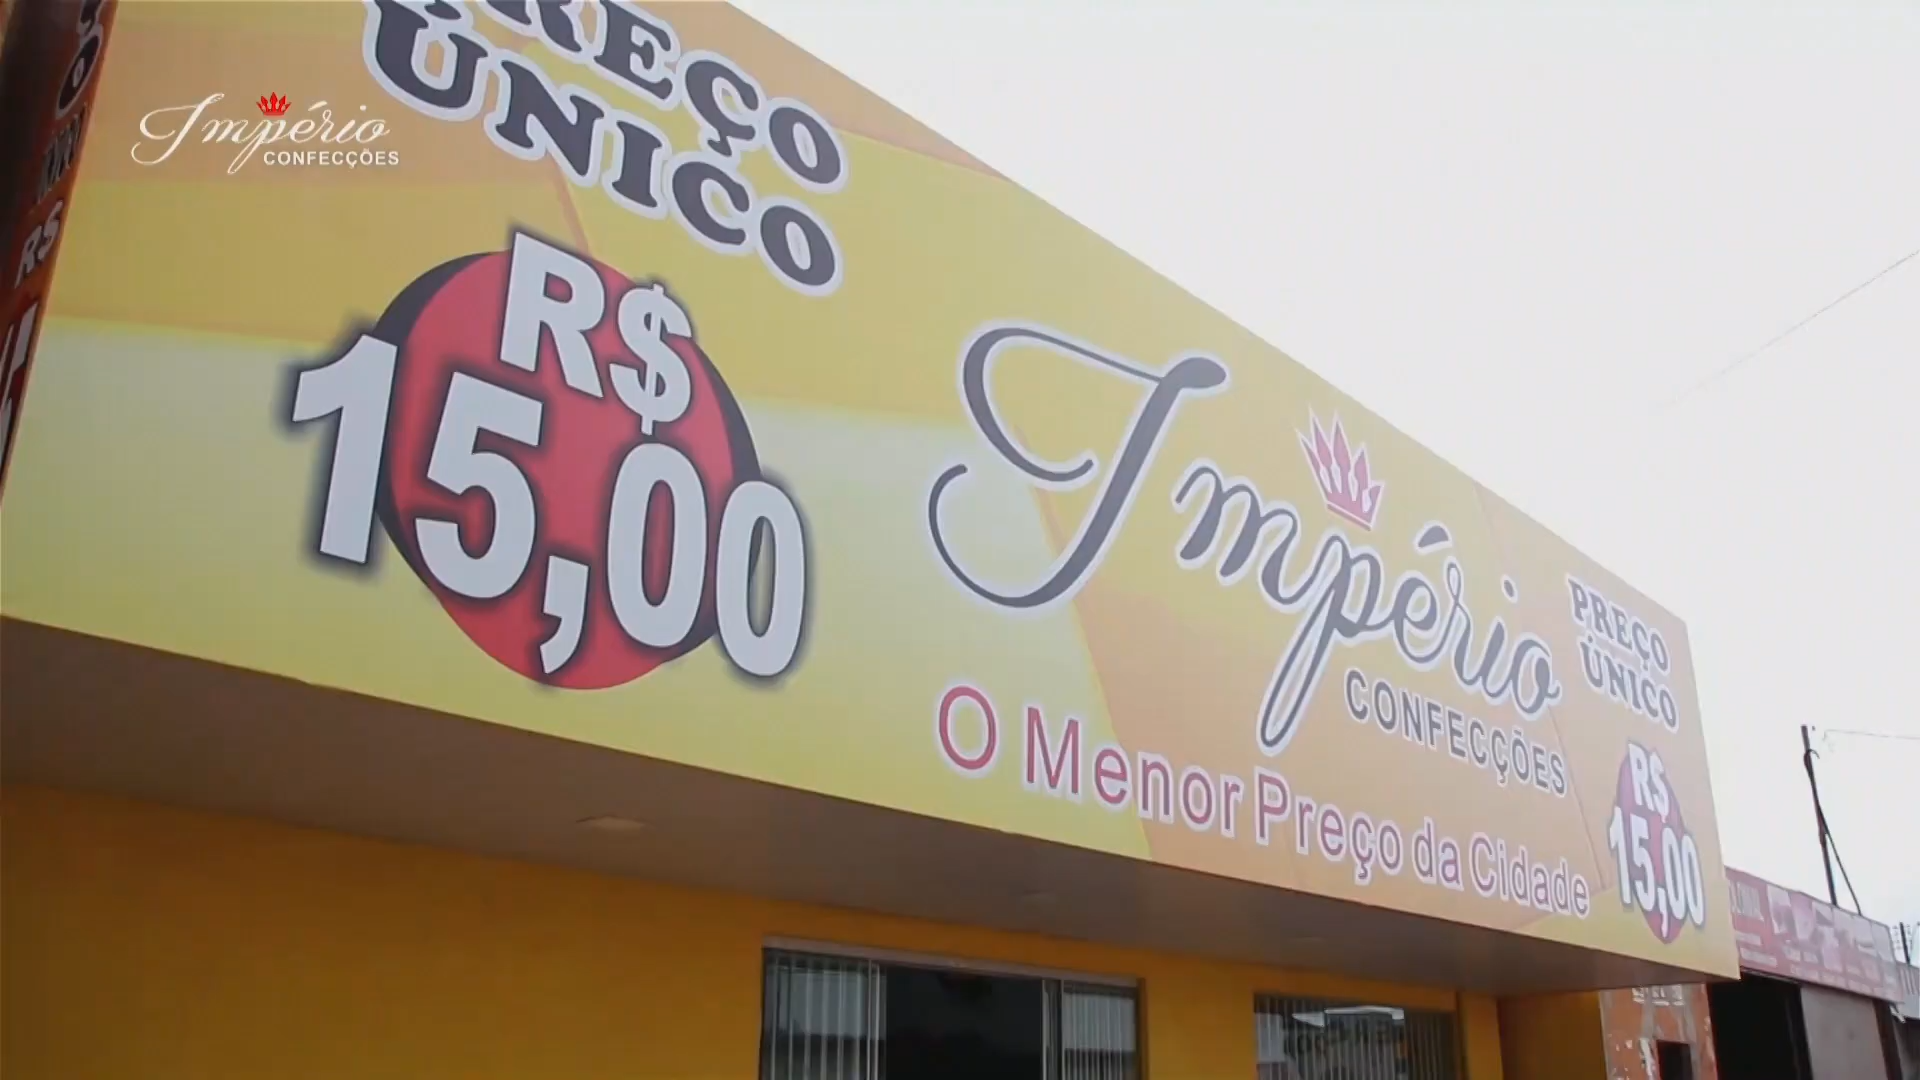 Império
CONFECÇÕES
PREÇO
ÚNICO
R$
15,00
Império
CONFECÇÕES
O Menor Preço da Cidade
PREÇO
ÚNICO
R$
15,00
R$